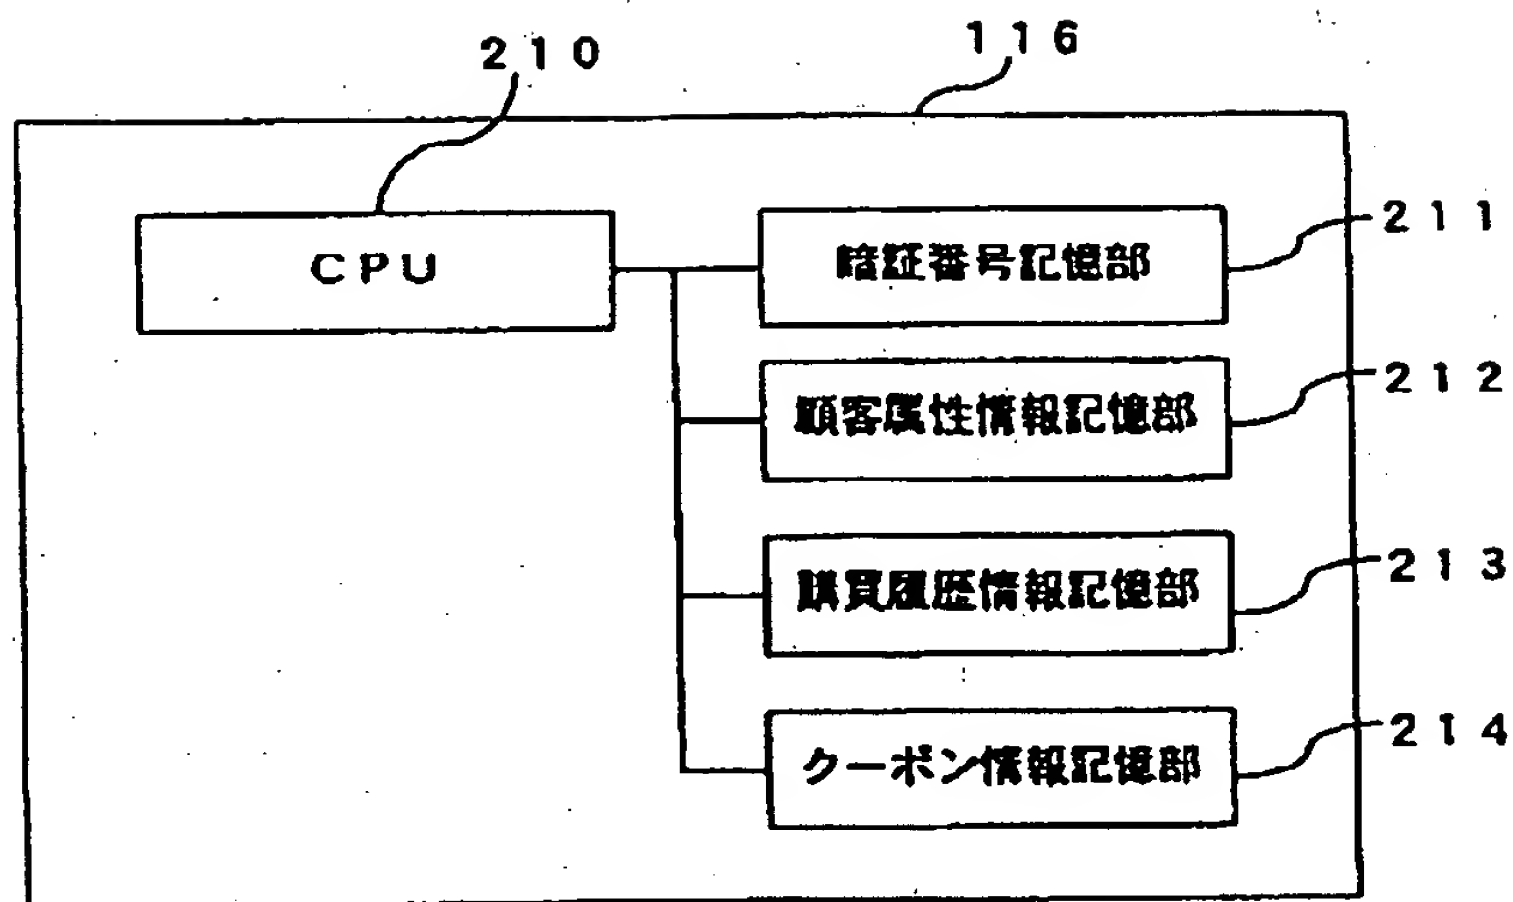 ２１０
１１６
ＣＰＵ
暗証番号記憶部
２１１
顧客属性情報記憶部
２１２
購買履歴情報記憶部
２１３
クーポン情報記憶部
２１４